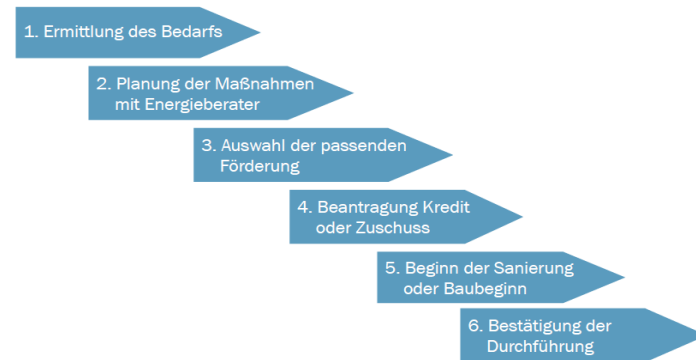 1. Ermittlung des Bedarfs
2. Planung der Maßnahmen
mit Energieberater
3. Auswahl der passenden
Förderung
4. Beantragung Kredit
oder Zuschuss
5. Beginn der Sanierung
oder Baubeginn
6. Bestätigung der
Durchführung